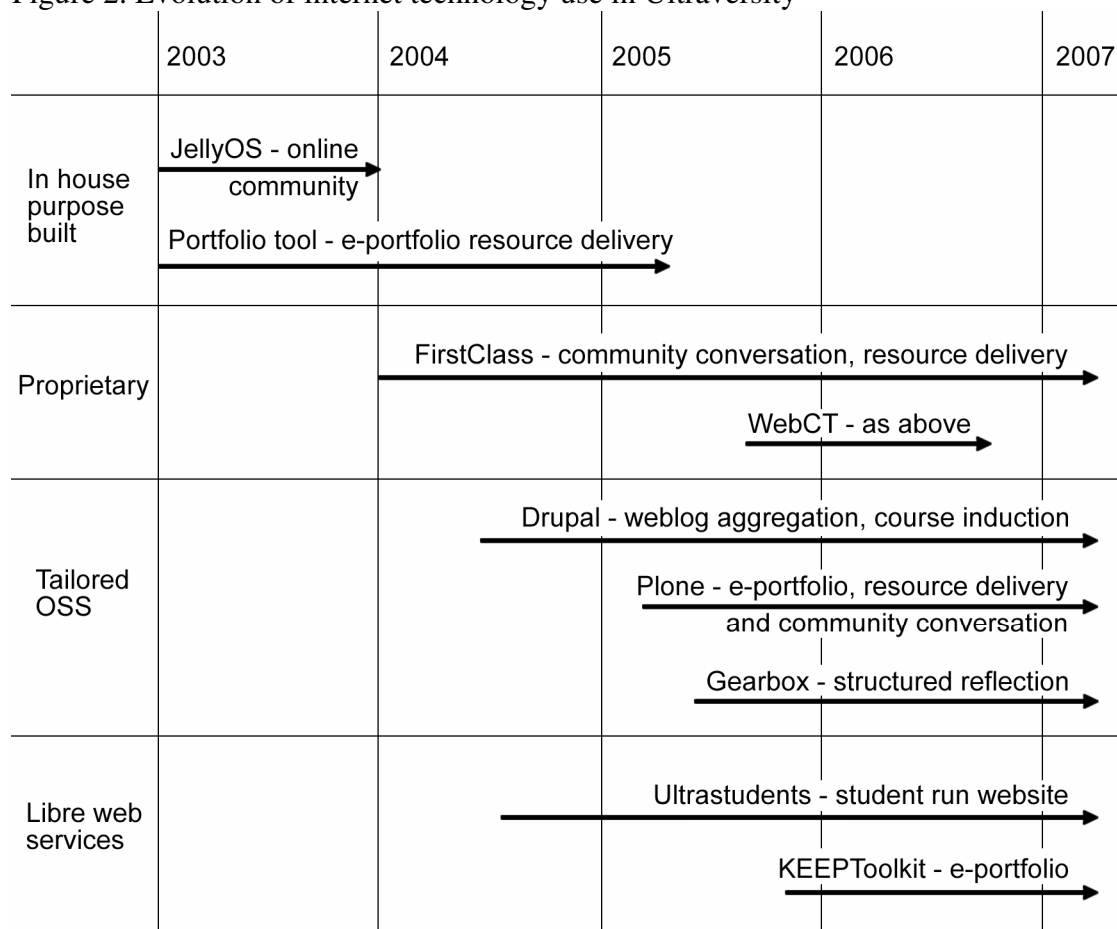 Figure 2. Evolution of internet technology use in Ultraversity
2003 2004 2005 2006 2007
In house
purpose
built
JellyOS - online
community
Portfolio tool - e-portfolio resource delivery
Proprietary
FirstClass - community conversation, resource delivery
WebCT - as above
Tailored
OSS
Drupal - weblog aggregation, course induction
Plone - e-portfolio, resource delivery
and community conversation
Gearbox - structured reflection
Libre web
services
Ultrastudents - student run website
KEEPToolkit - e-portfolio